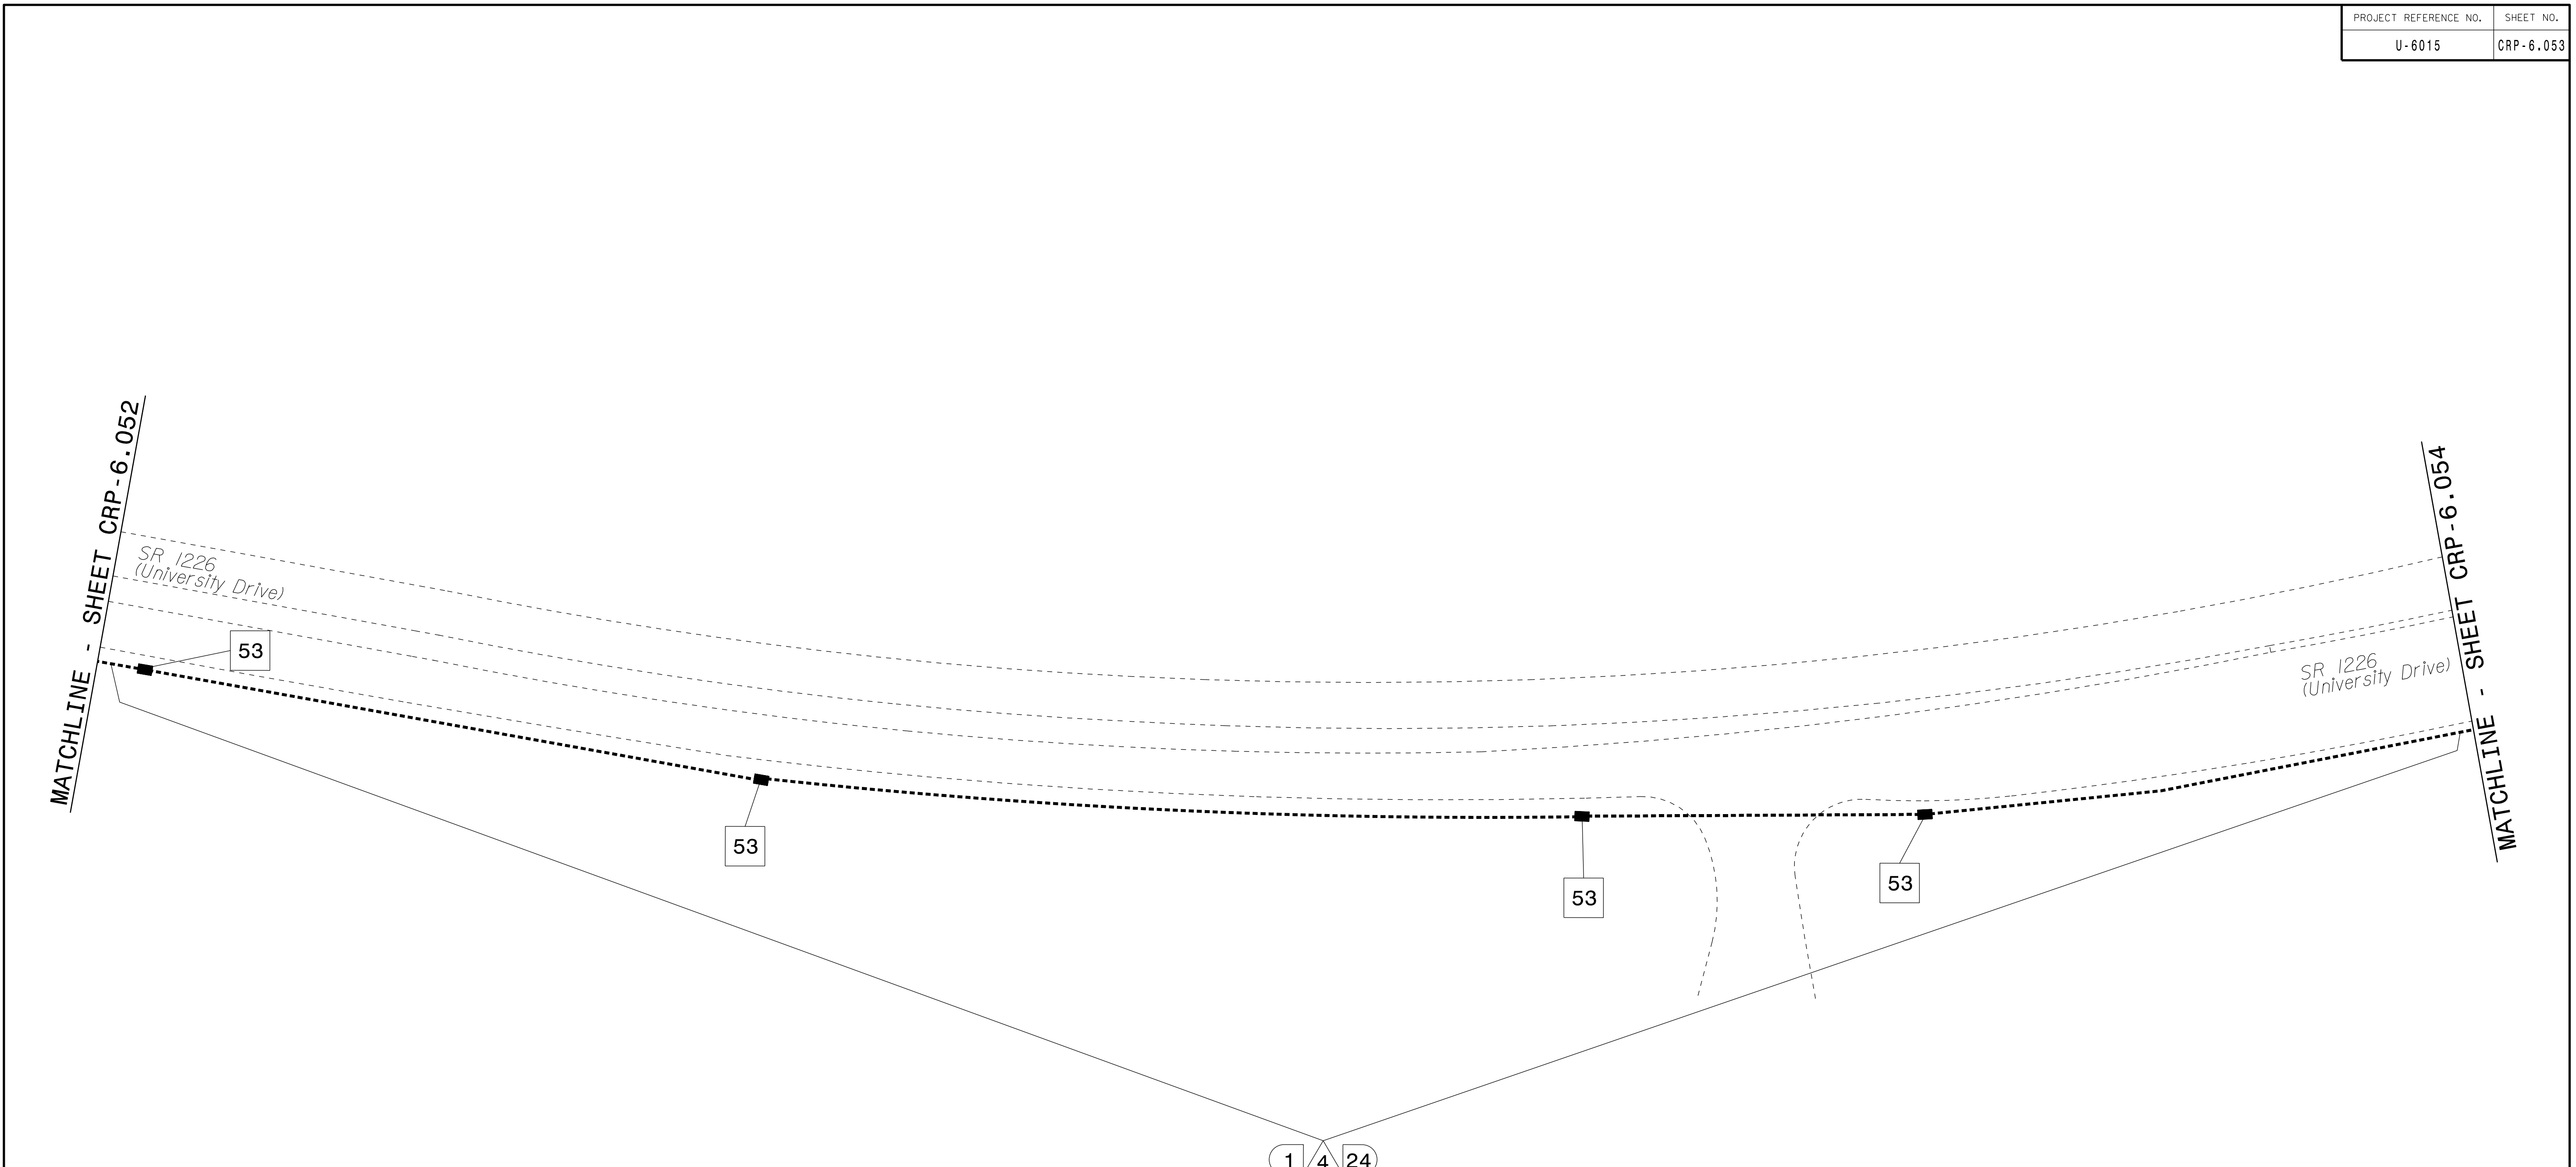 PROJECT REFERENCE NO. SHEET NO.
U-6015 CRP-6.053
MATCHLINE - SHEET CRP-6.052
SR 1226
(University Drive)
53
53
53
53
SR 1226
(University Drive)
MATCHLINE - SHEET CRP-6.054
1 4 24